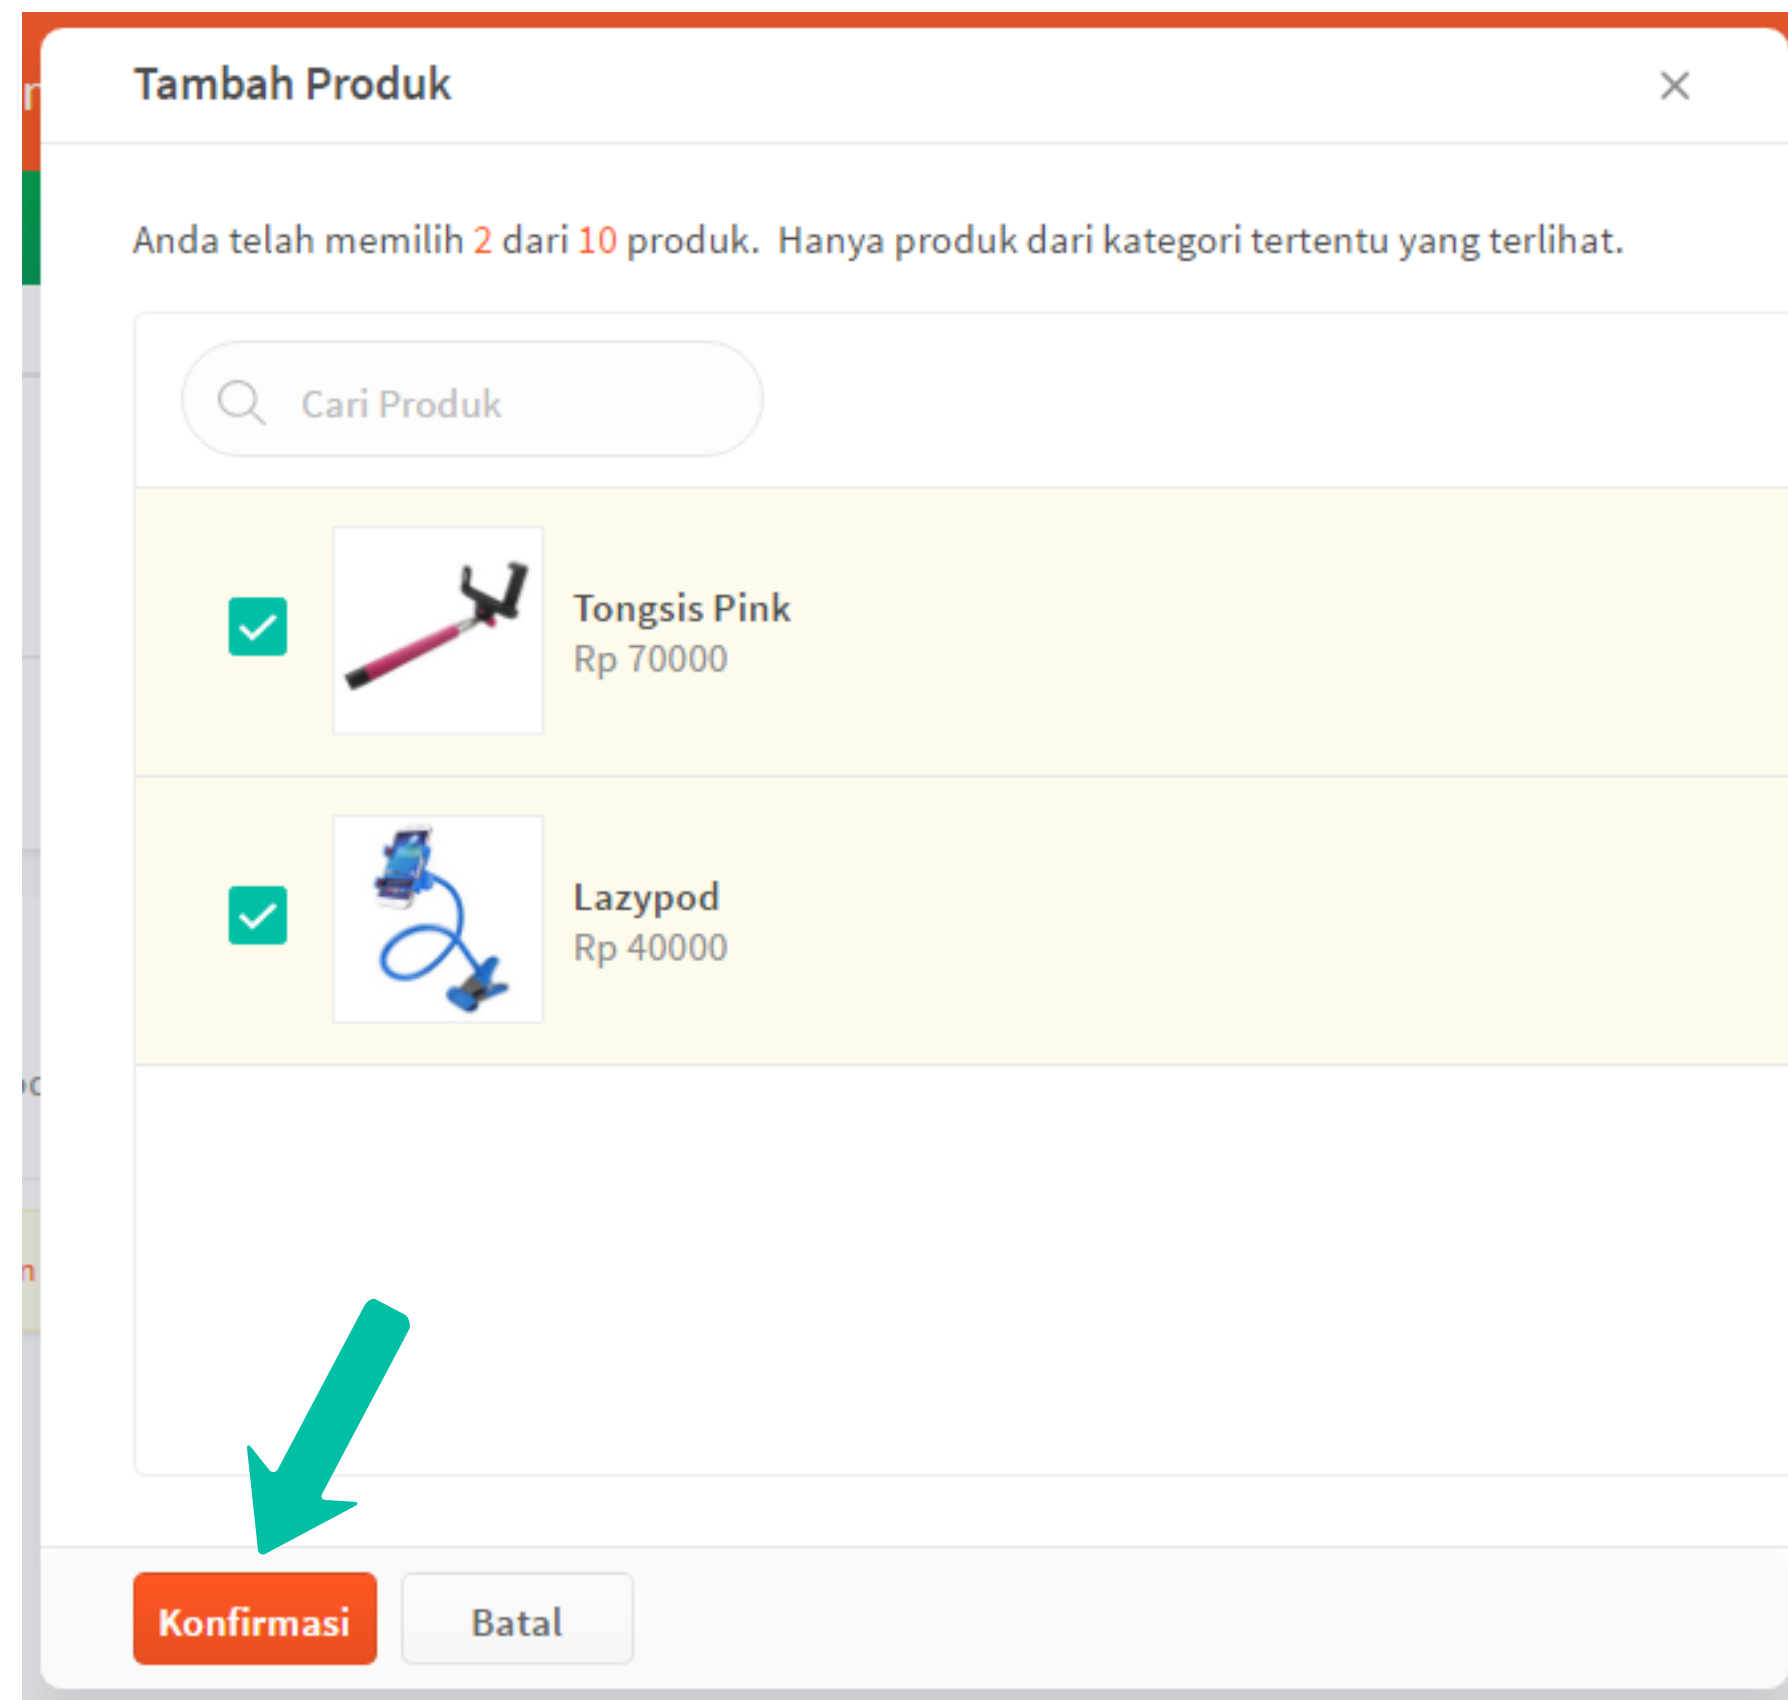 Tambah Produk
Anda telah memilih 2 dari 10 produk. Hanya produk dari kategori tertentu yang terlihat.
Cari Produk
Tongsis Pink
Rp 70000
Lazypod
Rp 40000
Konfirmasi
Batal